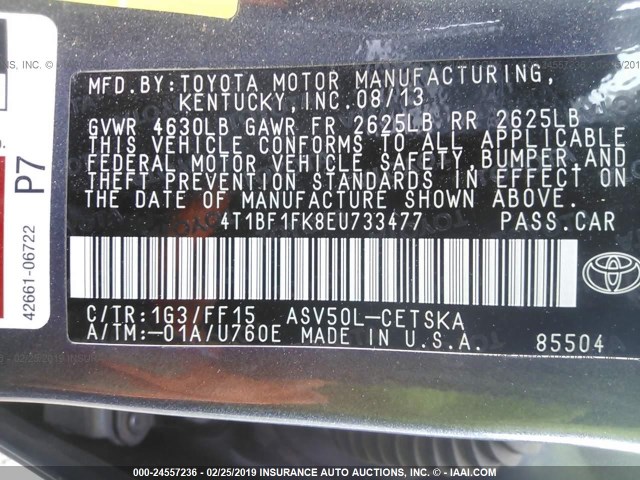 MFD.BY:TOYOTA MOTOR MANUFACTURING,
KENTUCKY,INC.08/13
GVWR 4630LB GAWR FR 2625LB RR 2625LB
THIS VEHICLE CONFORMS TO ALL APPLICABLE
FEDERAL MOTOR VEHICLE SAFETY,BUMPER,AND
THEFT PREVENTION STANDARDS IN EFFECT ON
THE DATE OF MANUFACTURE SHOWN ABOVE.
4T1BF1FK8EU733477 PASS.CAR
C/TR:1G3/FF15 ASV50L-CETSKA
A/TM:-01A/U760E MADE IN U.S.A. 85504
P7
42661-06722
000-24557236 - 02/25/2019 INSURANCE AUTO AUCTIONS, INC. © - IAAI.COM